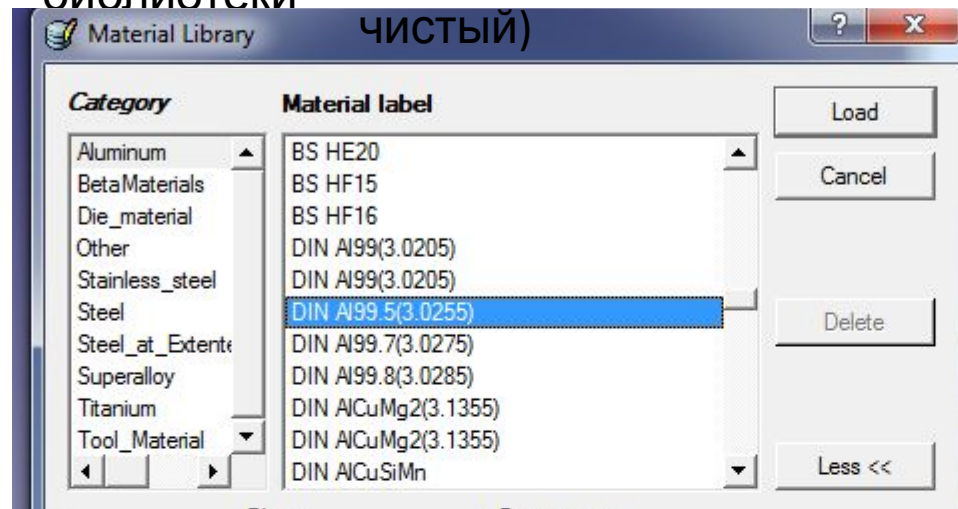 библиотеки
чистый)
Material Library
Category
Material label
Load
Cancel
Delete
Less <<
Aluminum
BetaMaterials
Die_material
Other
Stainless_steel
Steel
Steel_at_Extente
Superalloy
Titanium
Tool_Material
BS HE20
BS HF15
BS HF16
DIN Al99(3.0205)
DIN Al99(3.0205)
DIN Al99.5(3.0255)
DIN Al99.7(3.0275)
DIN Al99.8(3.0285)
DIN AlCuMg2(3.1355)
DIN AlCuMg2(3.1355)
DIN AlCuSiMn